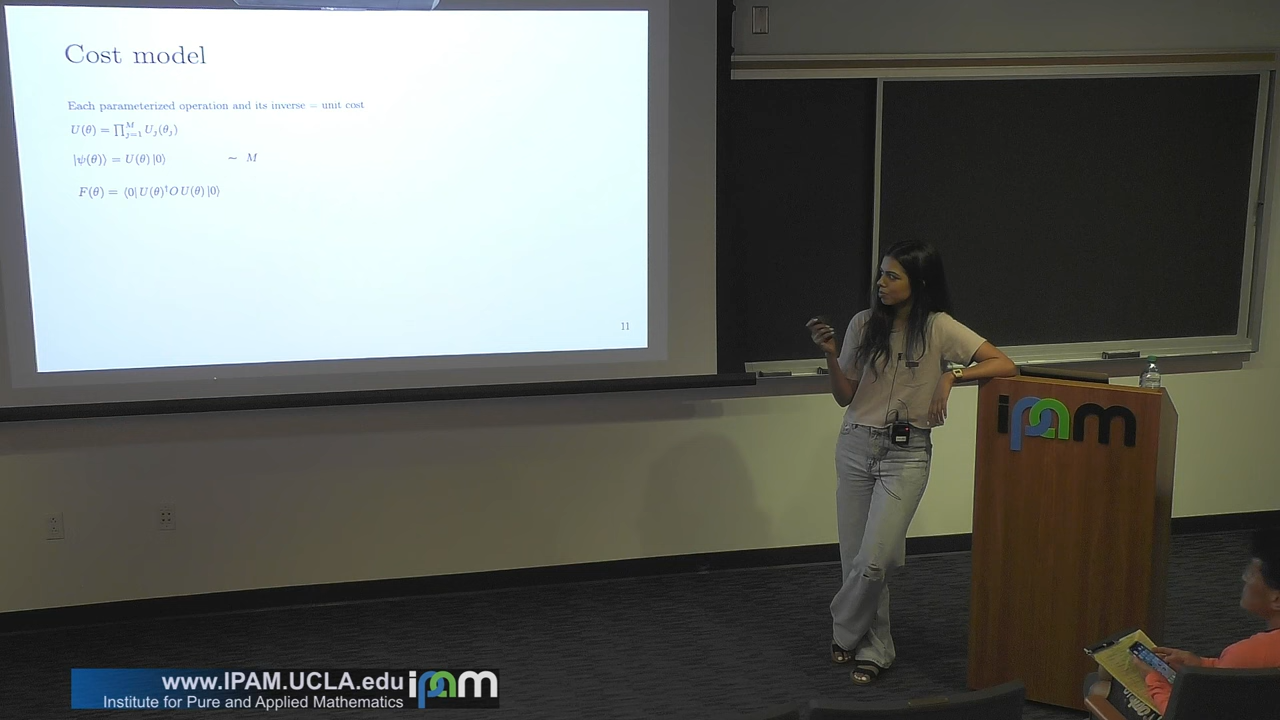 Cost model
Each parameterized operation and its inverse = unit cost
U(θ) = ∏_{j=1}^{M} U_j(θ_j)
|ψ(θ)⟩ = U(θ) |0⟩ ∼ M
F(θ) = ⟨0| U(θ)†O U(θ) |0⟩
11
ipam
www.IPAM.UCLA.edu ipam
Institute for Pure and Applied Mathematics